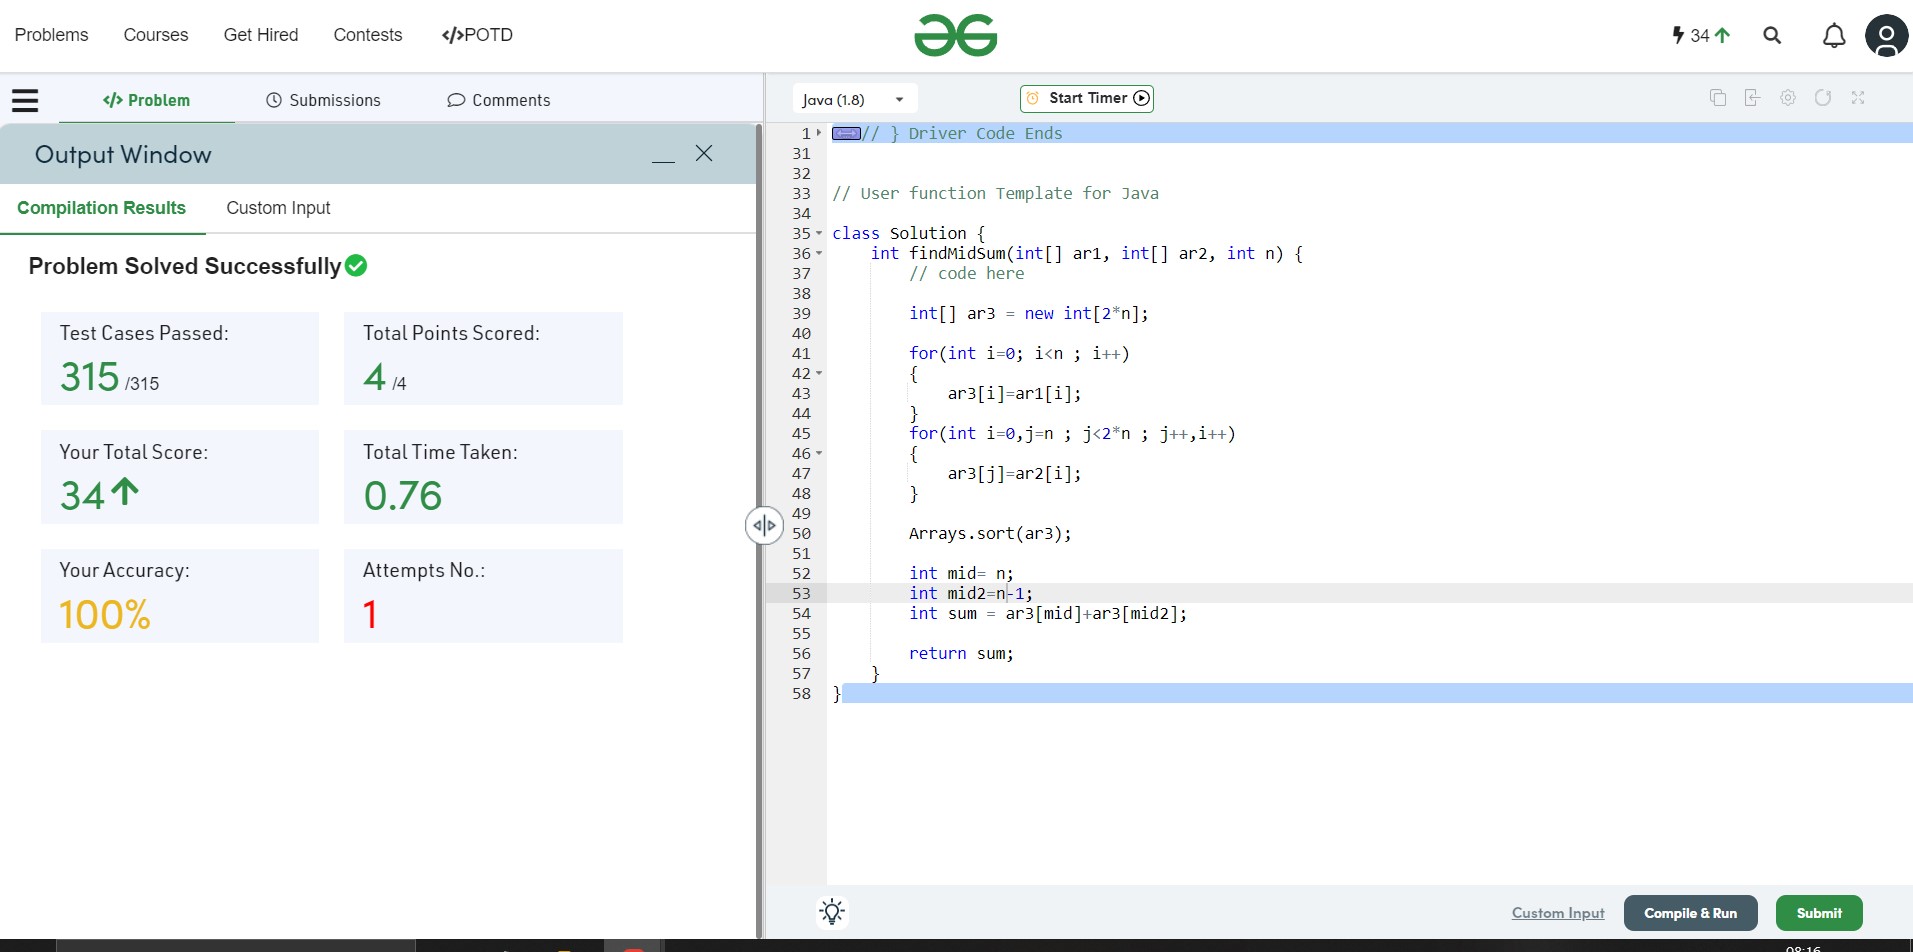 Problems Courses Get Hired Contests </>POTD
34
</> Problem Submissions Comments
Output Window
Compilation Results Custom Input
Problem Solved Successfully
Test Cases Passed:
315 /315
Total Points Scored:
4 /4
Your Total Score:
34
Total Time Taken:
0.76
Your Accuracy:
100%
Attempts No.:
1
Java (1.8) Start Timer
1 // } Driver Code Ends
31
32
33 // User function Template for Java
34
35 class Solution {
36     int findMidSum(int[] ar1, int[] ar2, int n) {
37         // code here
38
39         int[] ar3 = new int[2*n];
40
41         for(int i=0; i<n ; i++)
42         {
43             ar3[i]=ar1[i];
44         }
45         for(int i=0,j=n ; j<2*n ; j++,i++)
46         {
47             ar3[j]=ar2[i];
48         }
49
50         Arrays.sort(ar3);
51
52         int mid= n;
53         int mid2=n-1;
54         int sum = ar3[mid]+ar3[mid2];
55
56         return sum;
57     }
58 }
Custom Input Compile & Run Submit